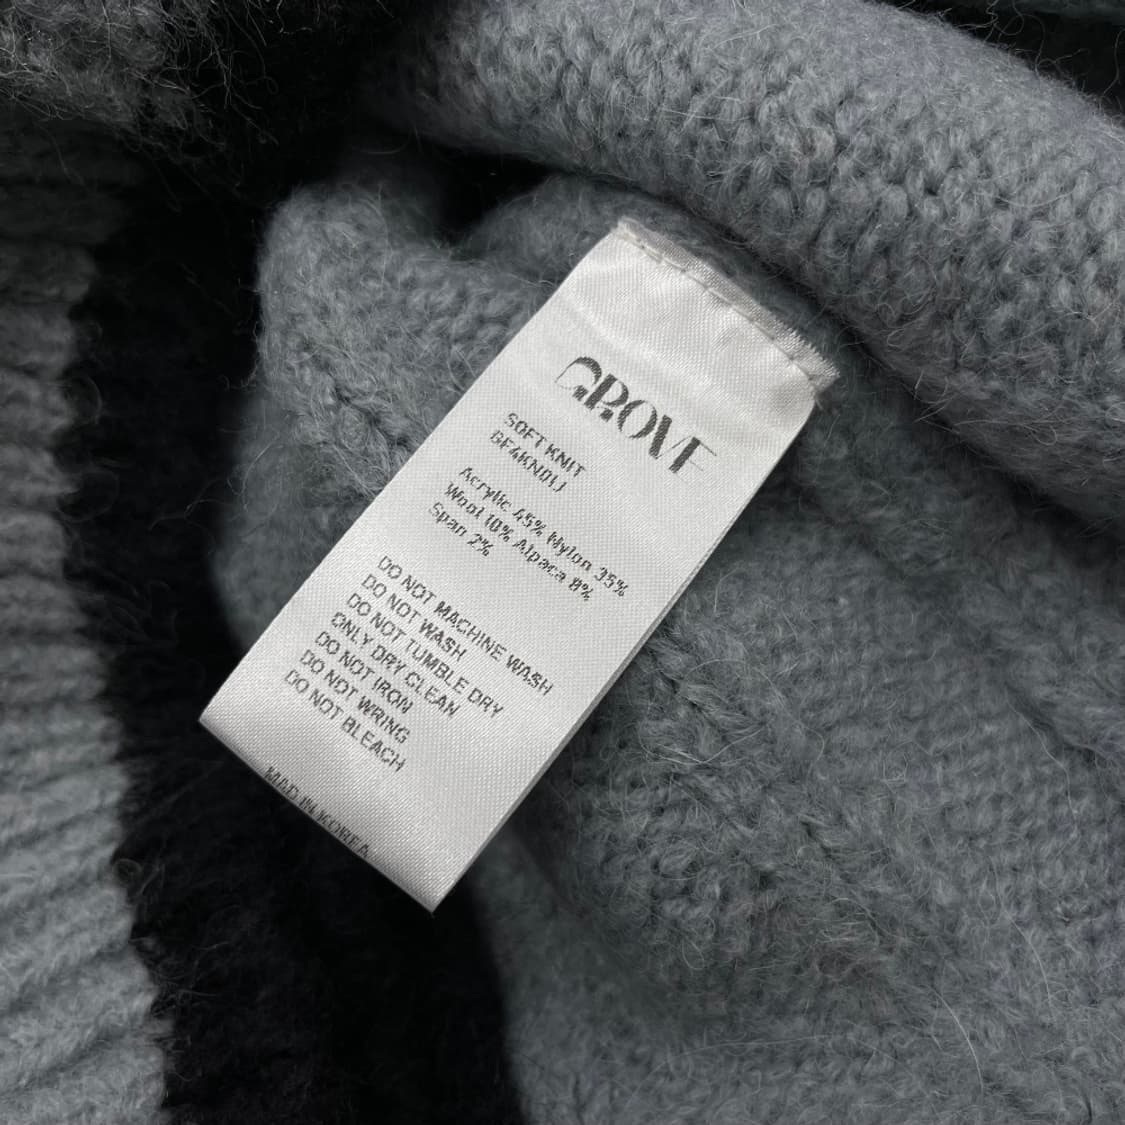 GROVE
SOFT KNIT
GF4KN01J
Acrylic 45% Nylon 35%
Wool 10% Alpaca 8%
Span 2%
DO NOT MACHINE WASH
DO NOT WASH
DO NOT TUMBLE DRY
ONLY DRY CLEAN
DO NOT IRON
DO NOT WRING
DO NOT BLEACH
MAD IN KOREA